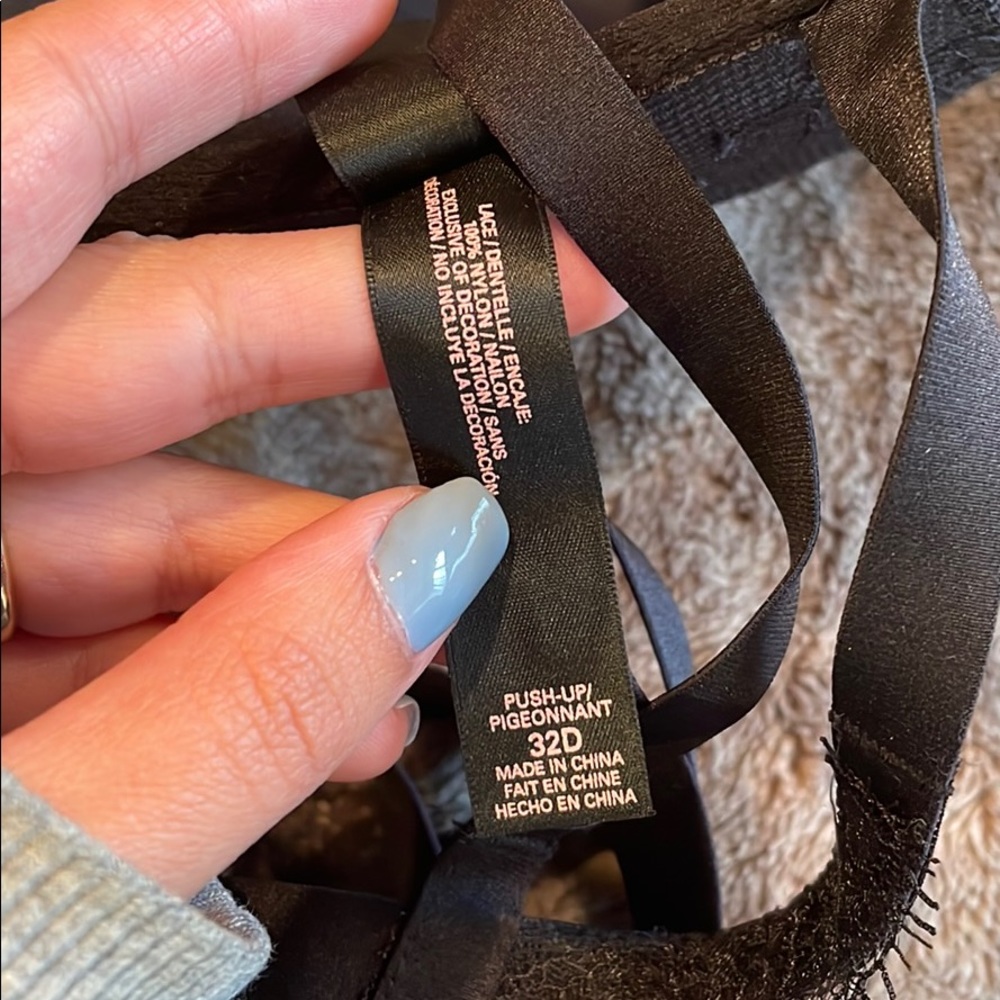 LACE / DENTELLE / ENCAJE:
100% NYLON / NAILON
EXCLUSIVE OF DECORATION / SANS
DÉCORATION / NO INCLUYE LA DECORACIÓN
PUSH-UP/
PIGEONNANT
32D
MADE IN CHINA
FAIT EN CHINE
HECHO EN CHINA